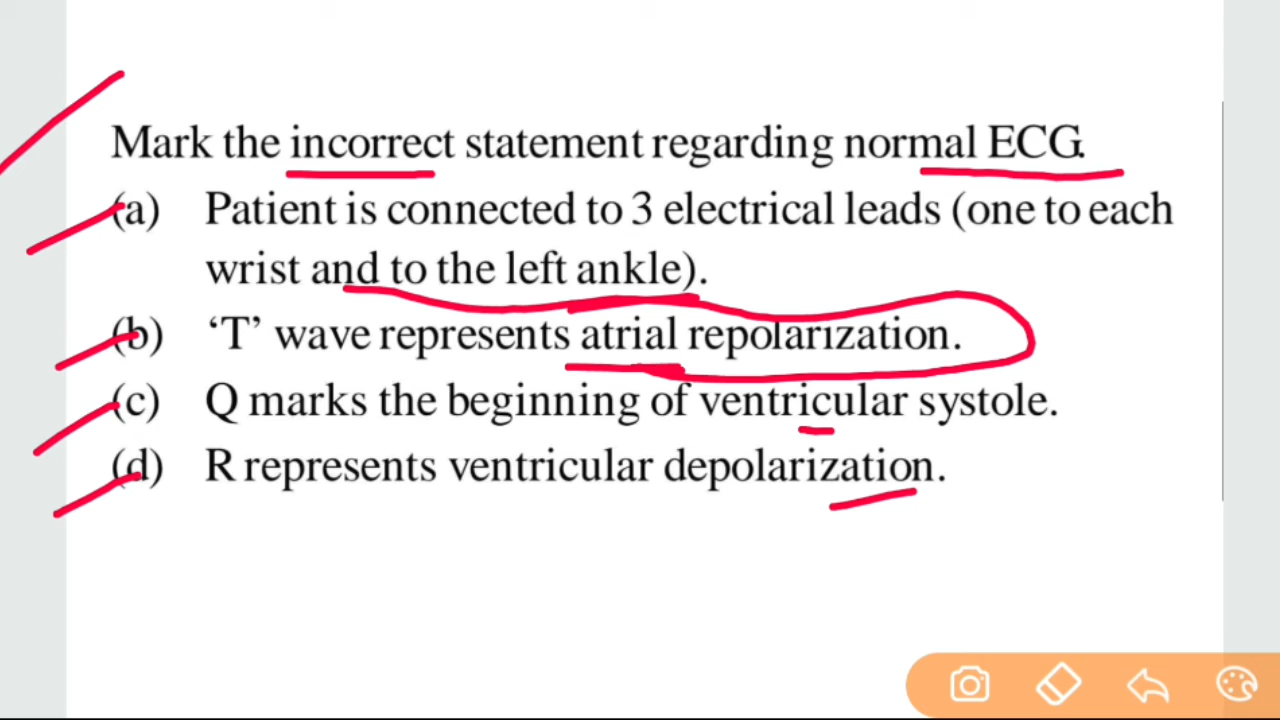 Mark the incorrect statement regarding normal ECG.
(a) Patient is connected to 3 electrical leads (one to each
wrist and to the left ankle).
(b) ‘T’ wave represents atrial repolarization.
(c) Q marks the beginning of ventricular systole.
(d) R represents ventricular depolarization.